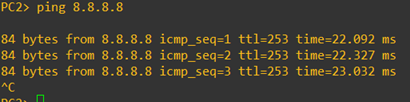 PC2> ping 8.8.8.8
84 bytes from 8.8.8.8 icmp_seq=1 ttl=253 time=22.092 ms
84 bytes from 8.8.8.8 icmp_seq=2 ttl=253 time=22.327 ms
84 bytes from 8.8.8.8 icmp_seq=3 ttl=253 time=23.032 ms
^C
PC2>